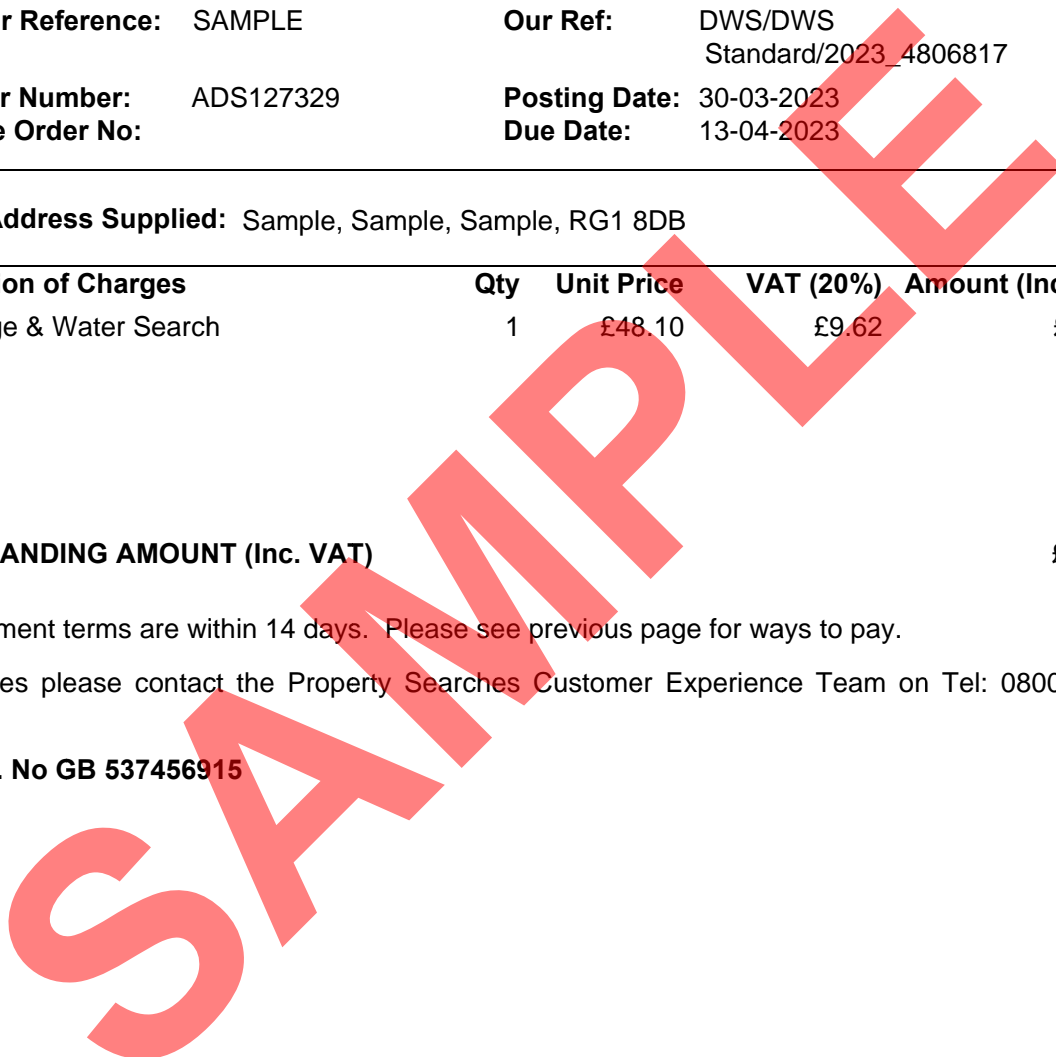 r Reference: SAMPLE Our Ref: DWS/DWS
Standard/2023_4806817
r Number: ADS127329 Posting Date: 30-03-2023
e Order No: Due Date: 13-04-2023
Address Supplied: Sample, Sample, Sample, RG1 8DB
ion of Charges Qty Unit Price VAT (20%) Amount (Inc
ge & Water Search 1 £48.10 £9.62 £
ANDING AMOUNT (Inc. VAT) £
ment terms are within 14 days. Please see previous page for ways to pay.
es please contact the Property Searches Customer Experience Team on Tel: 0800
. No GB 537456915
SAMPLE